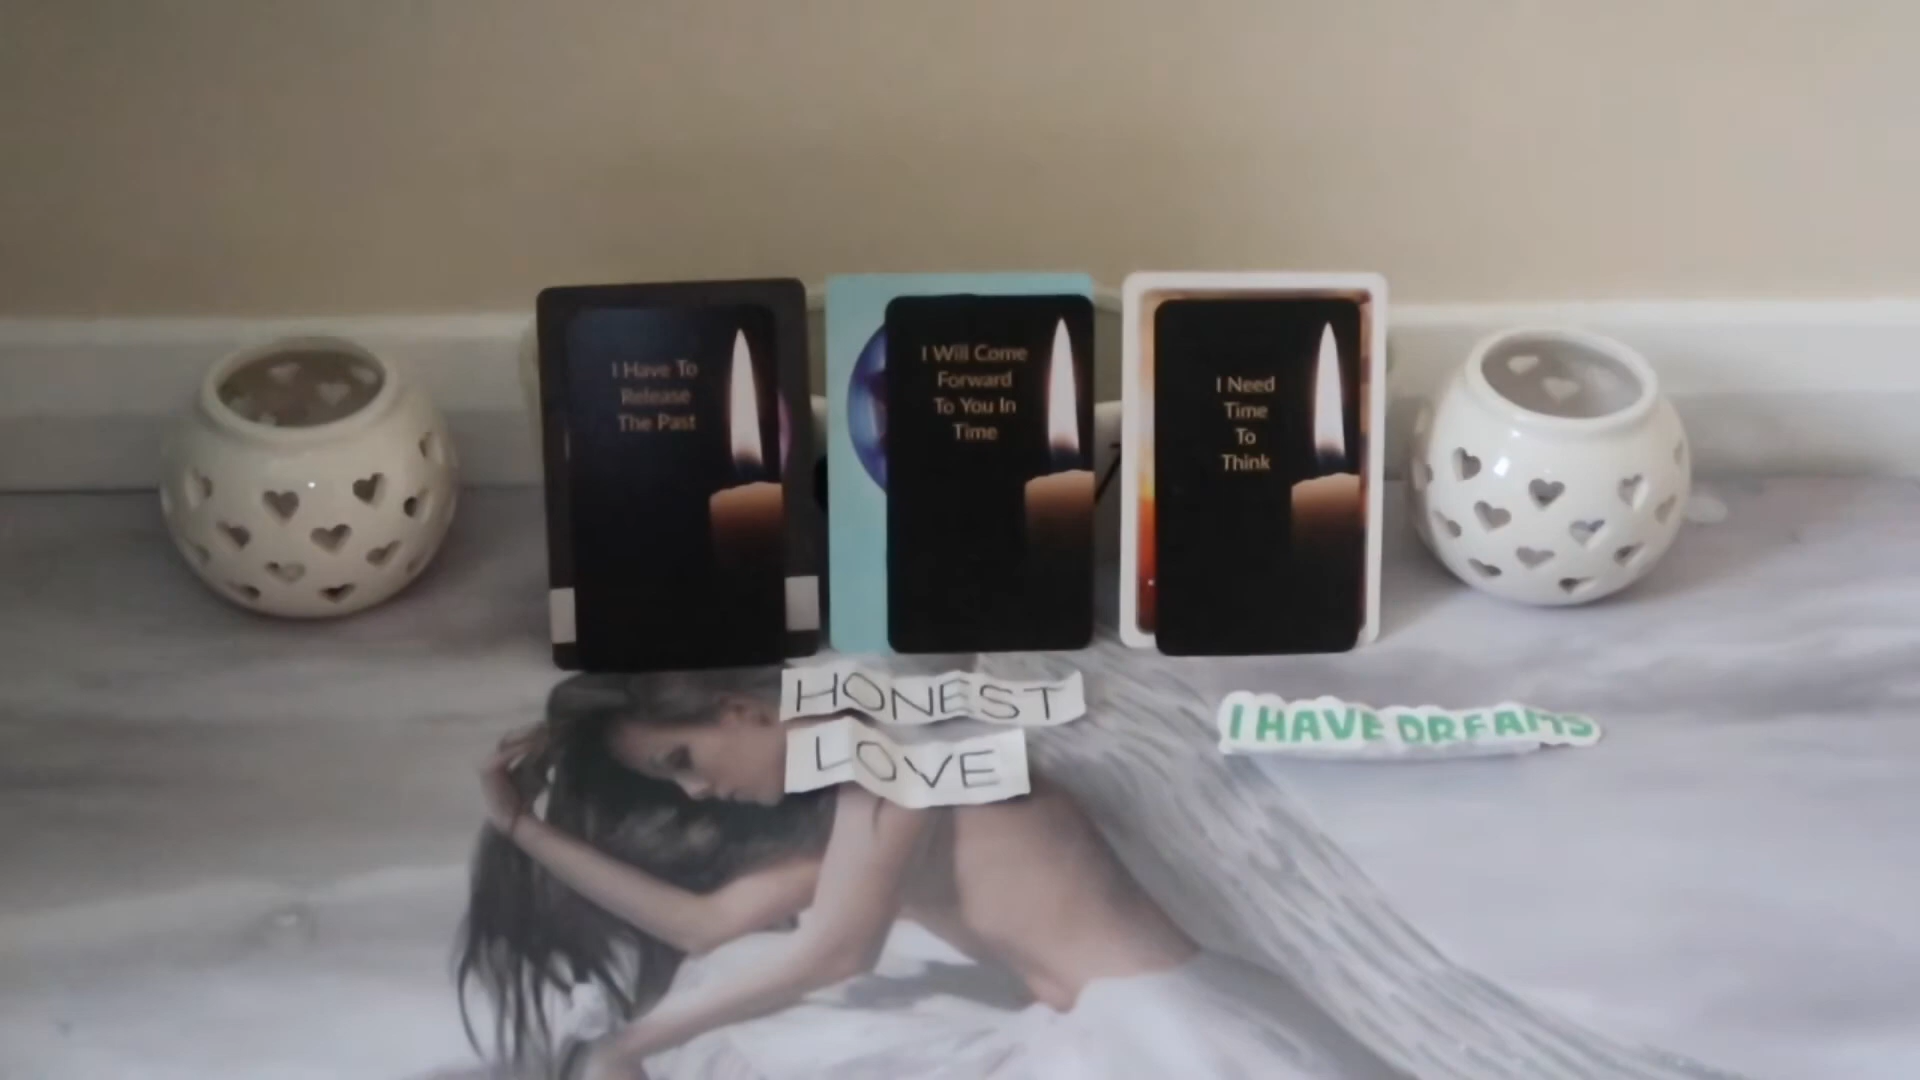 I Have To
Release
The Past
I Will Come
Forward
To You In
Time
I Need
Time
To
Think
HONEST
LOVE
I HAVE DREAMS